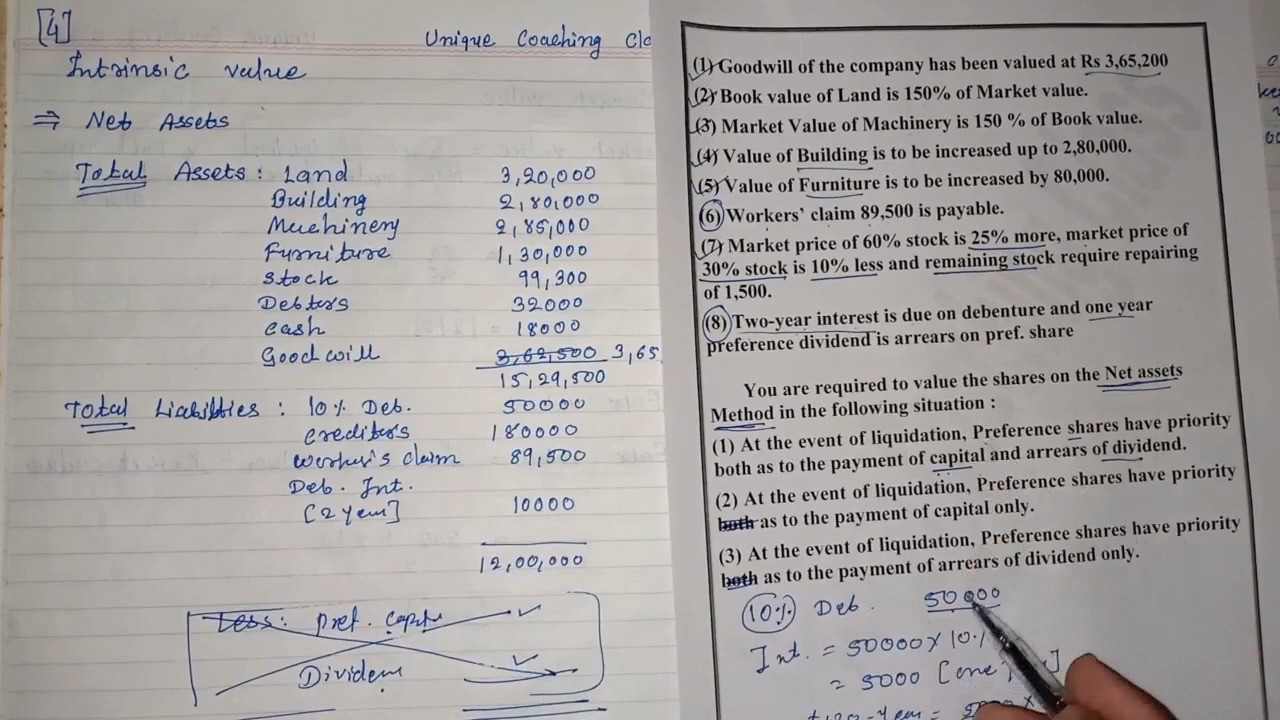 [4]
Unique Coaching Cla
Intrinsic value
⇒ Net Assets
Total Assets : Land 3,20,000
Building 2,80,000
Machinery 2,85,000
Furniture 1,30,000
Stock 99,300
Debtors 32000
Cash 18000
Goodwill 3,62,500 3,65
15,29,500
Total Liabilties : 10% Deb. 50000
Creditors 180000
Worker's claim 89,500
Deb. Int.
[2 year] 10000
12,00,000
Less: Pref. Capital
Dividend
(1) Goodwill of the company has been valued at Rs 3,65,200
(2) Book value of Land is 150% of Market value.
(3) Market Value of Machinery is 150 % of Book value.
(4) Value of Building is to be increased up to 2,80,000.
(5) Value of Furniture is to be increased by 80,000.
(6) Workers' claim 89,500 is payable.
(7) Market price of 60% stock is 25% more, market price of
30% stock is 10% less and remaining stock require repairing
of 1,500.
(8) Two-year interest is due on debenture and one year
preference dividend is arrears on pref. share
You are required to value the shares on the Net assets
Method in the following situation :
(1) At the event of liquidation, Preference shares have priority
both as to the payment of capital and arrears of dividend.
(2) At the event of liquidation, Preference shares have priority
both as to the payment of capital only.
(3) At the event of liquidation, Preference shares have priority
both as to the payment of arrears of dividend only.
10% Deb. 50000
Int. = 50000 × 10%
= 5000 [one